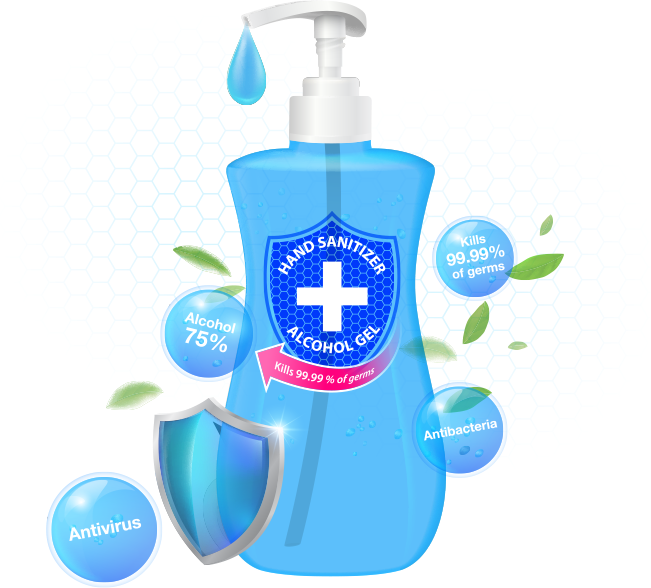 HAND SANITIZER
ALCOHOL GEL
Kills 99.99 % of germs
Kills
99.99%
of germs
Alcohol
75%
Antibacteria
Antivirus